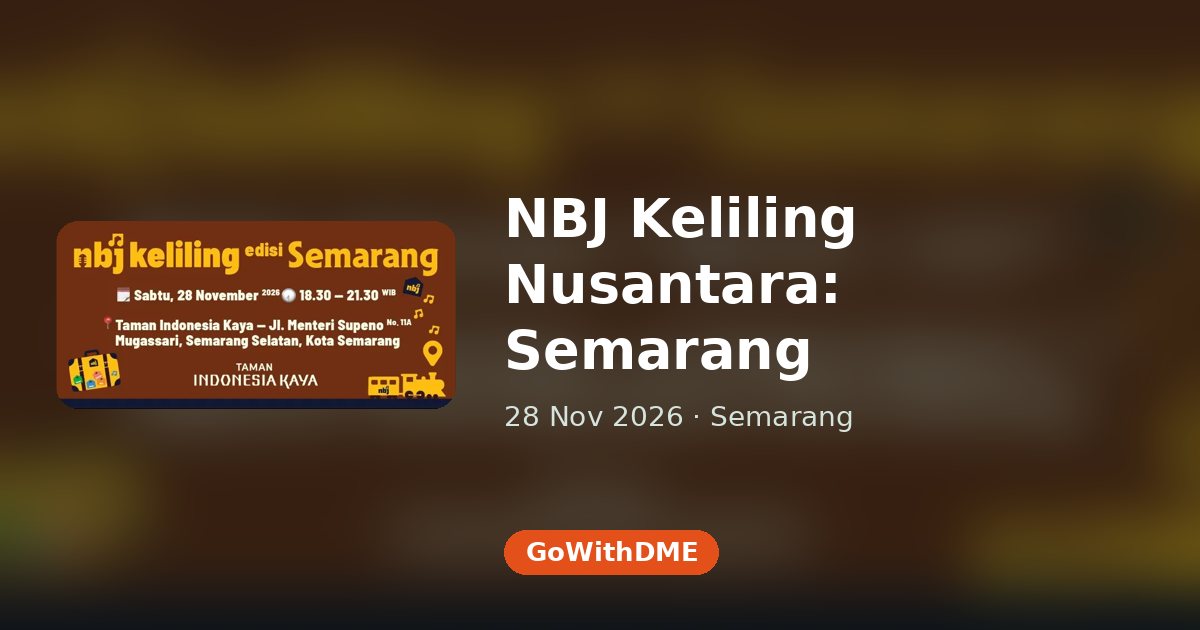 nbj keliling edisi Semarang
Sabtu, 28 November 2026 18.30 – 21.30 WIB
nbj
Taman Indonesia Kaya – Jl. Menteri Supeno No. 11A
Mugassari, Semarang Selatan, Kota Semarang
TAMAN
INDONESIA KAYA
nbj
NBJ Keliling
Nusantara:
Semarang
28 Nov 2026 · Semarang
GoWithDME